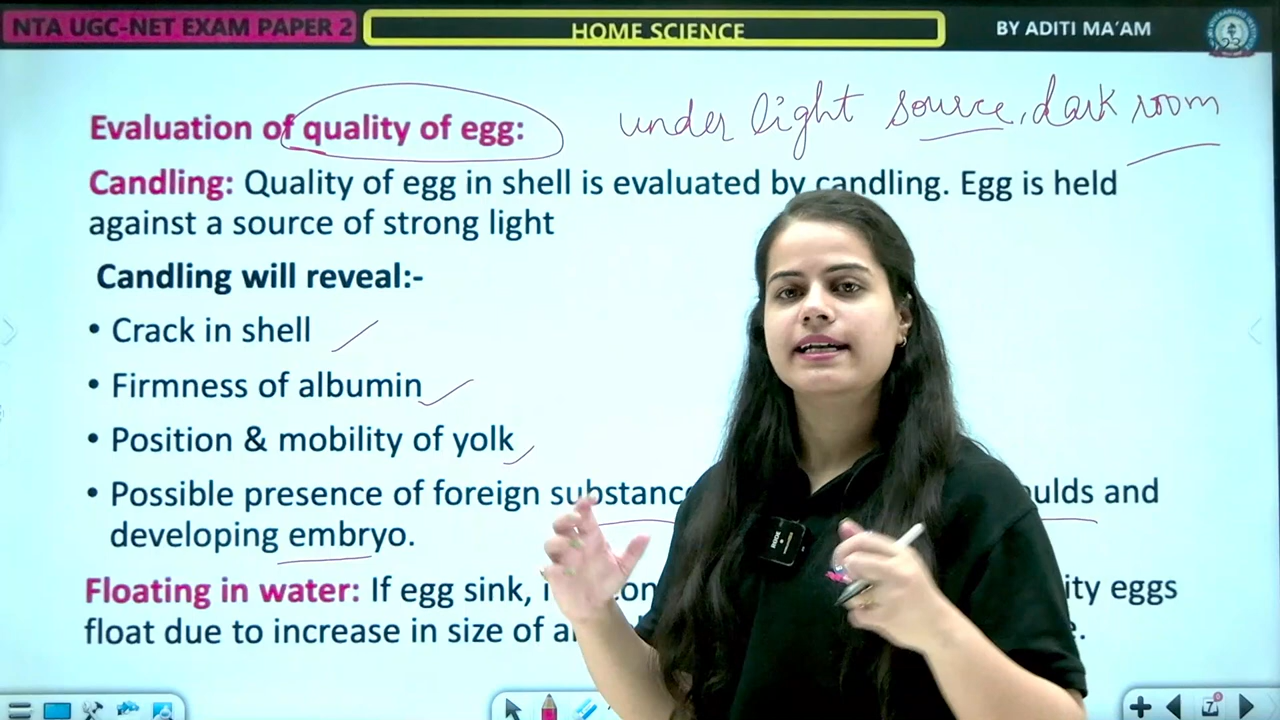 NTA UGC-NET EXAM PAPER 2
HOME SCIENCE
BY ADITI MA'AM
under light source, dark room
Evaluation of quality of egg:
Candling: Quality of egg in shell is evaluated by candling. Egg is held
against a source of strong light
Candling will reveal:-
• Crack in shell
• Firmness of albumin
• Position & mobility of yolk
• Possible presence of foreign and
developing embryo.
Floating in water: If egg sink, eggs
float due to increase in size of